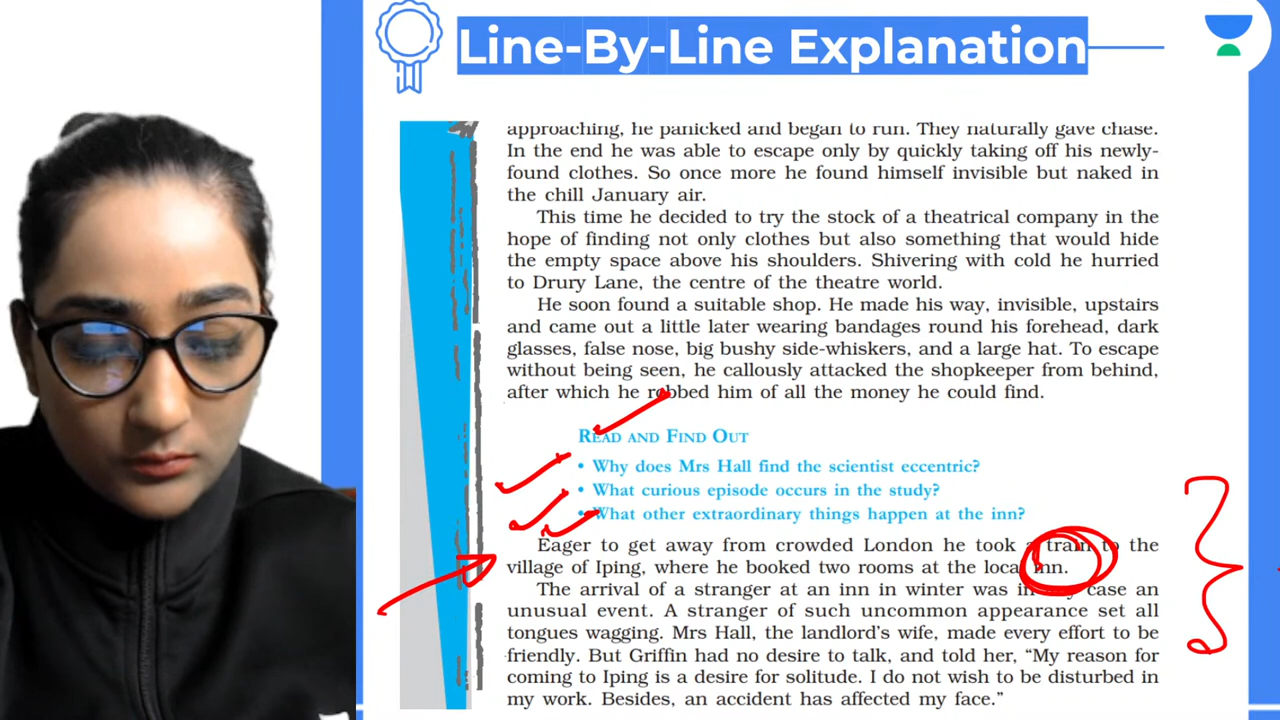 Line-By-Line Explanation
approaching, he panicked and began to run. They naturally gave chase.
In the end he was able to escape only by quickly taking off his newly-
found clothes. So once more he found himself invisible but naked in
the chill January air.
This time he decided to try the stock of a theatrical company in the
hope of finding not only clothes but also something that would hide
the empty space above his shoulders. Shivering with cold he hurried
to Drury Lane, the centre of the theatre world.
He soon found a suitable shop. He made his way, invisible, upstairs
and came out a little later wearing bandages round his forehead, dark
glasses, false nose, big bushy side-whiskers, and a large hat. To escape
without being seen, he callously attacked the shopkeeper from behind,
after which he robbed him of all the money he could find.
READ AND FIND OUT
• Why does Mrs Hall find the scientist eccentric?
• What curious episode occurs in the study?
• What other extraordinary things happen at the inn?
Eager to get away from crowded London he took a train to the
village of Iping, where he booked two rooms at the local inn.
The arrival of a stranger at an inn in winter was in any case an
unusual event. A stranger of such uncommon appearance set all
tongues wagging. Mrs Hall, the landlord's wife, made every effort to be
friendly. But Griffin had no desire to talk, and told her, “My reason for
coming to Iping is a desire for solitude. I do not wish to be disturbed in
my work. Besides, an accident has affected my face.”